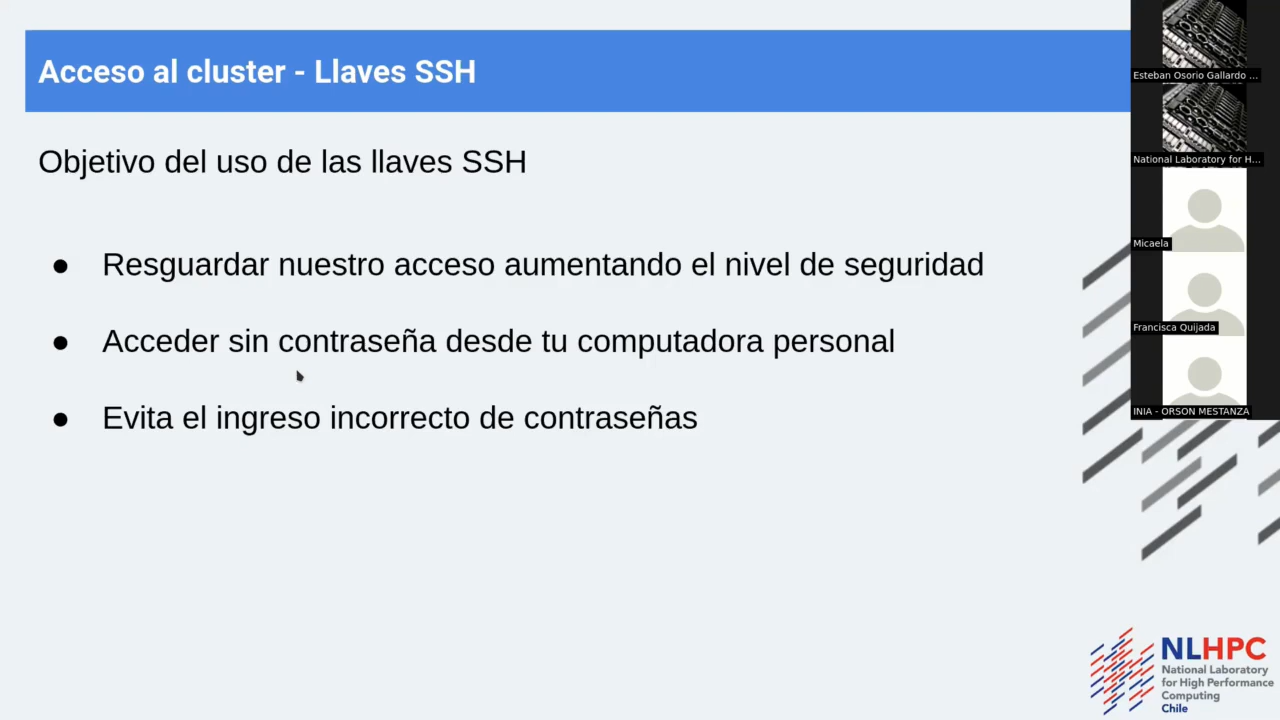 Acceso al cluster - Llaves SSH
Objetivo del uso de las llaves SSH
● Resguardar nuestro acceso aumentando el nivel de seguridad
● Acceder sin contraseña desde tu computadora personal
● Evita el ingreso incorrecto de contraseñas
Esteban Osorio Gallardo ...
National Laboratory for H...
Micaela
Francisca Quijada
INIA - ORSON MESTANZA
NLHPC
National Laboratory
for High Performance
Computing
Chile